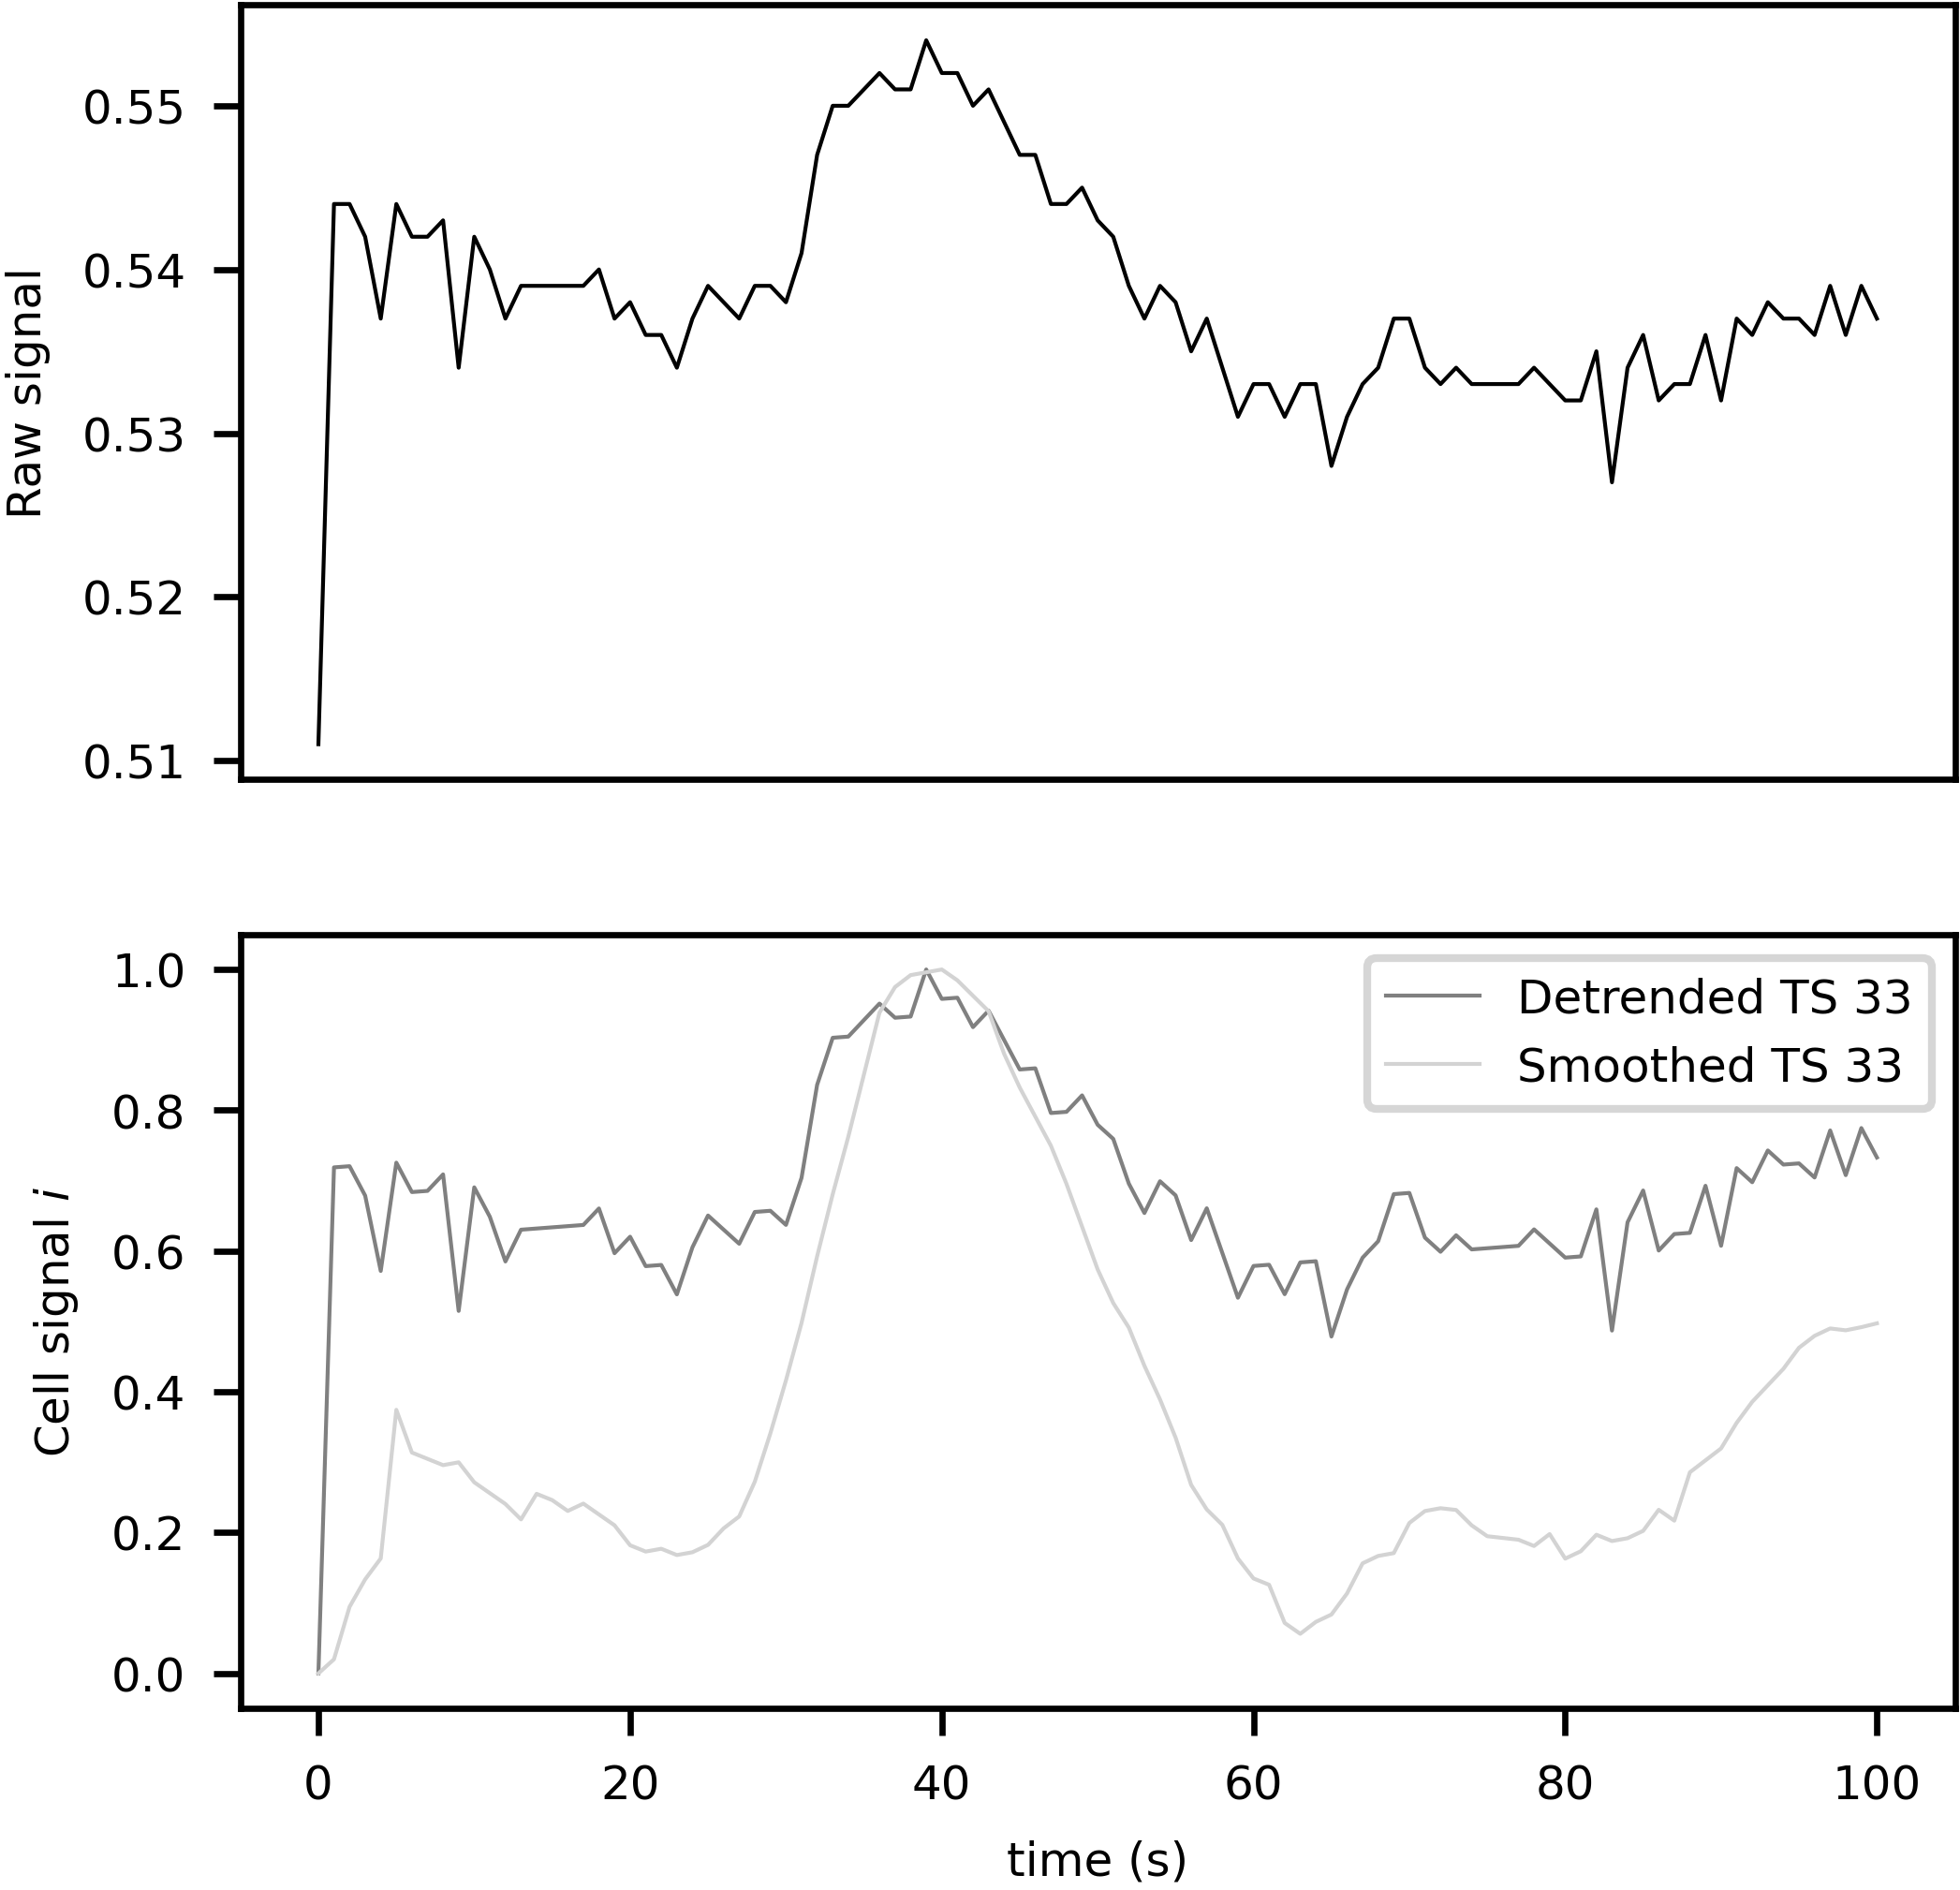 Raw signal
0.55
0.54
0.53
0.52
0.51
Cell signal i
1.0
0.8
0.6
0.4
0.2
0.0
Detrended TS 33
Smoothed TS 33
0 20 40 60 80 100
time (s)